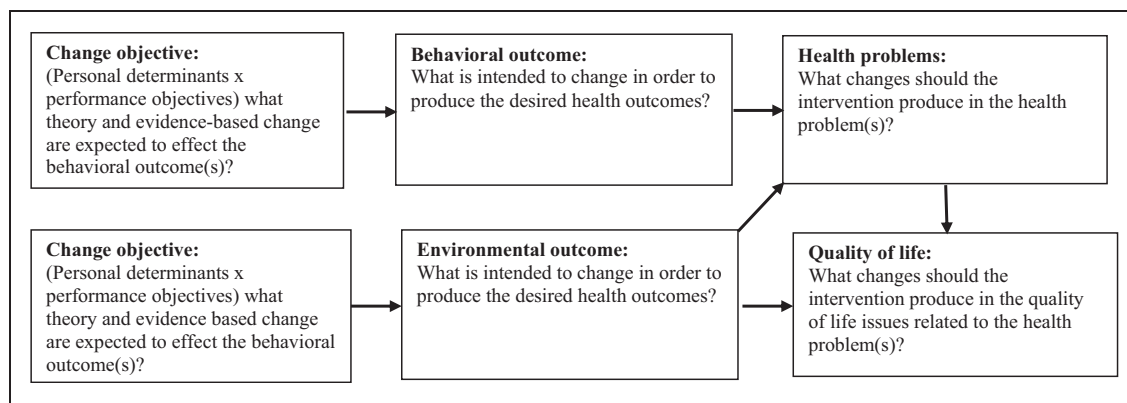 Change objective:
(Personal determinants x
performance objectives) what
theory and evidence-based change
are expected to effect the
behavioral outcome(s)?
Behavioral outcome:
What is intended to change in order to
produce the desired health outcomes?
Health problems:
What changes should the
intervention produce in the health
problem(s)?
Change objective:
(Personal determinants x
performance objectives) what
theory and evidence based change
are expected to effect the behavioral
outcome(s)?
Environmental outcome:
What is intended to change in order to
produce the desired health outcomes?
Quality of life:
What changes should the
intervention produce in the quality
of life issues related to the health
problem(s)?